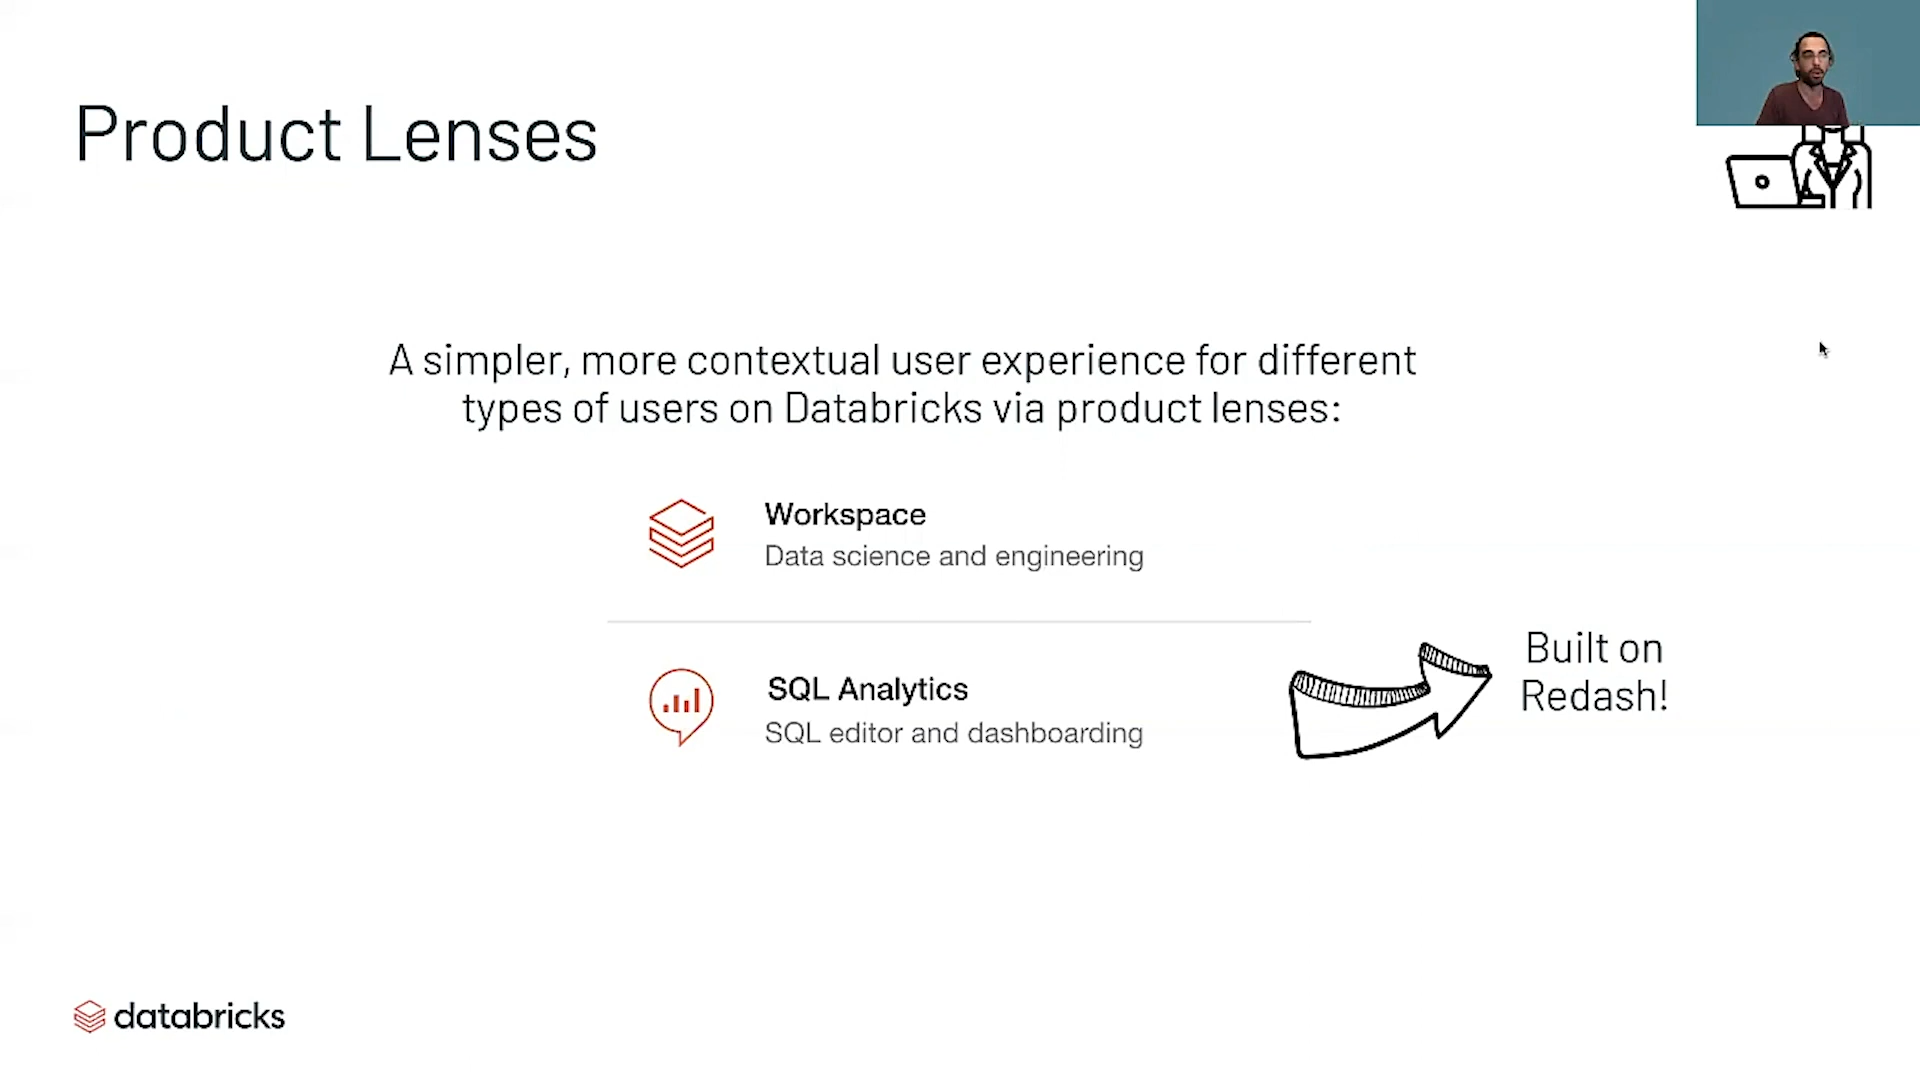 Product Lenses
A simpler, more contextual user experience for different
types of users on Databricks via product lenses:
Workspace
Data science and engineering
SQL Analytics
SQL editor and dashboarding
Built on
Redash!
databricks